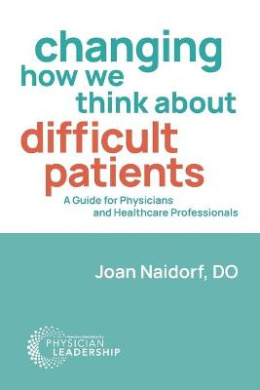 changing
how we
think about
difficult
patients
A Guide for Physicians
and Healthcare Professionals
Joan Naidorf, DO
PHYSICIAN
LEADERSHIP